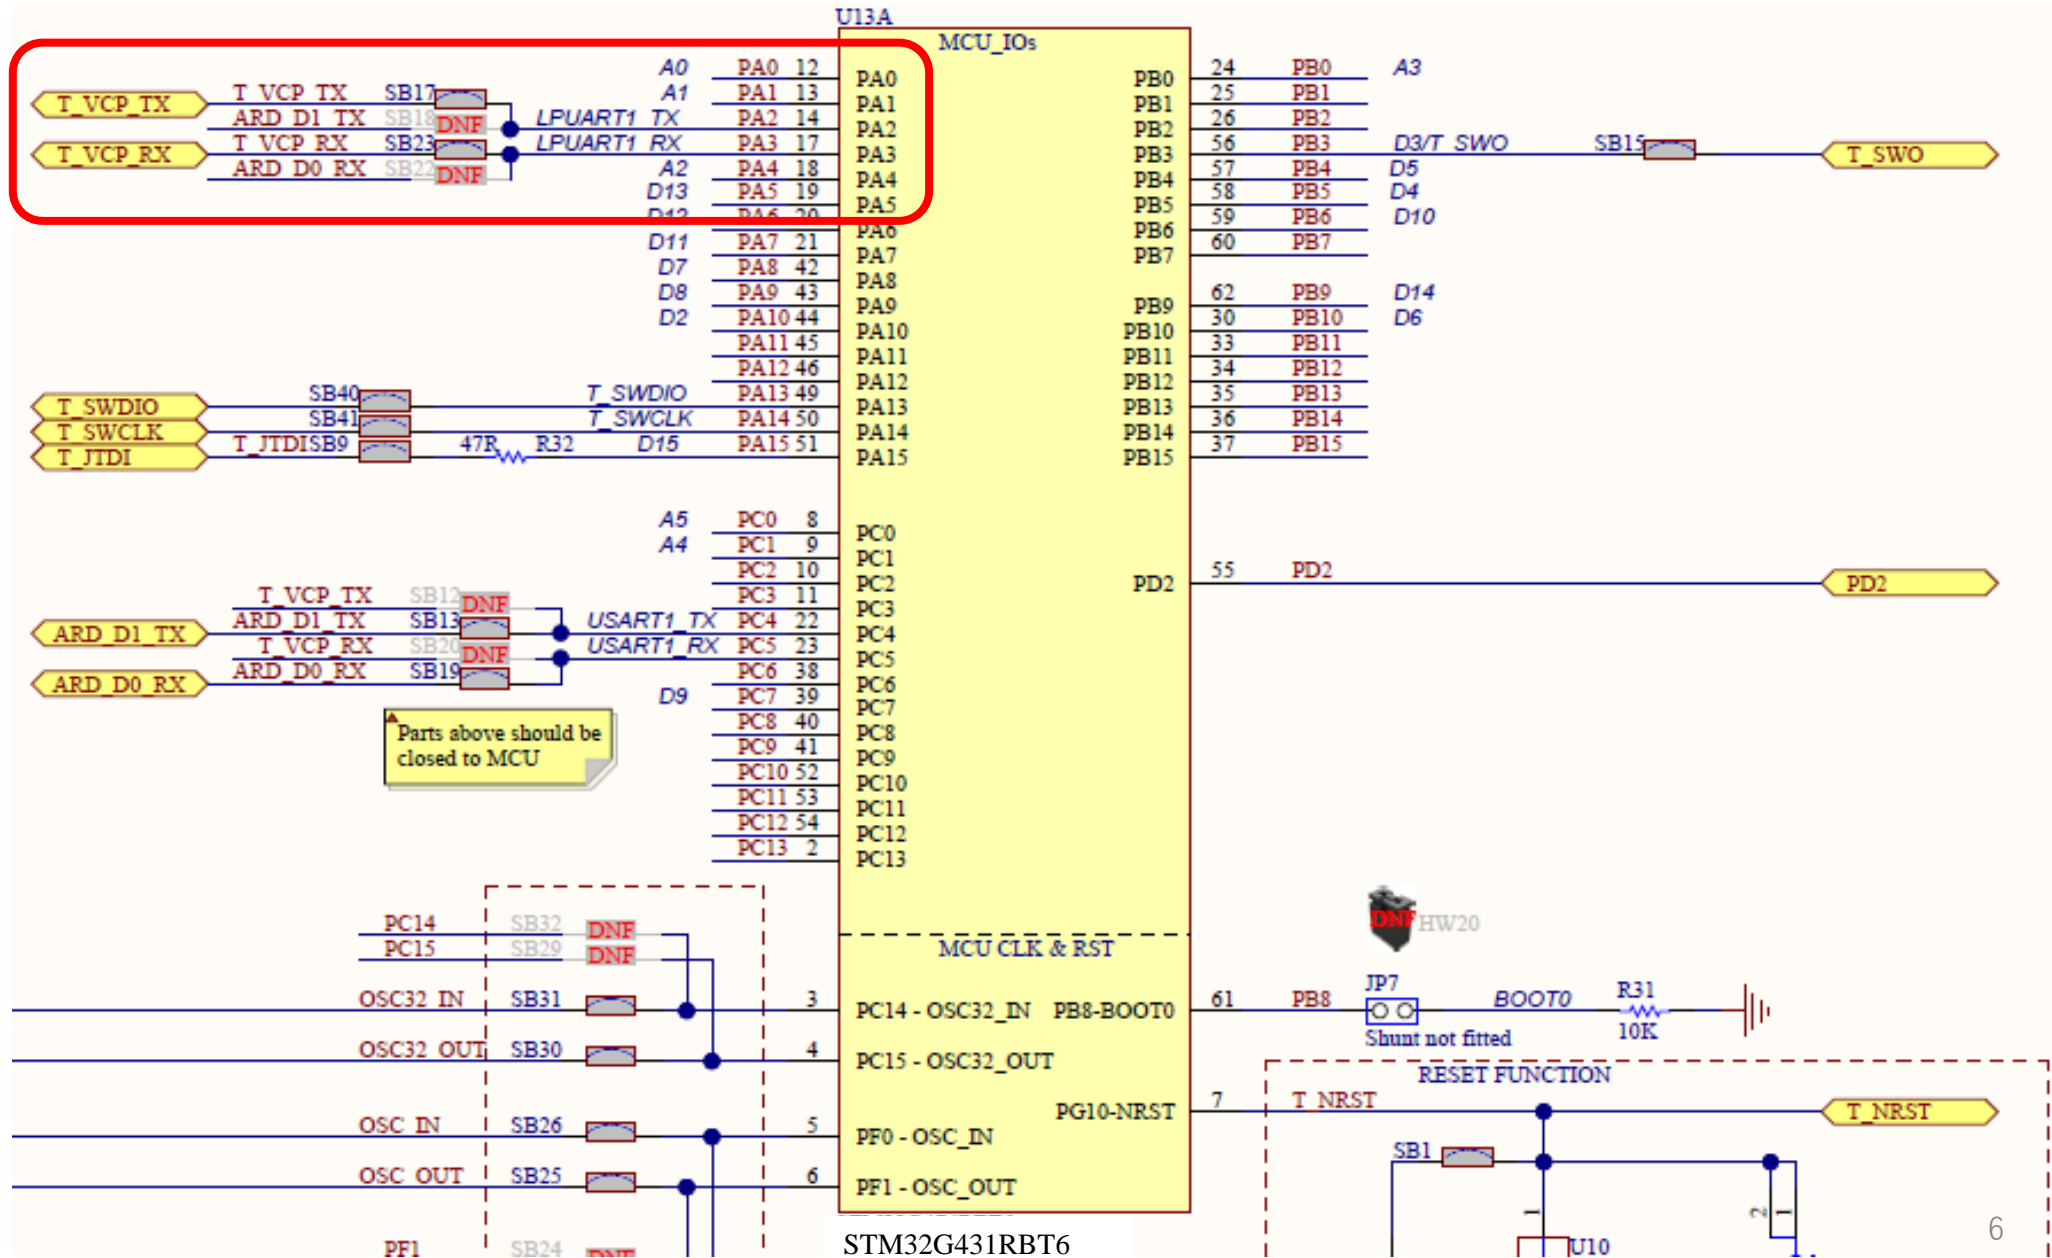 U13A
MCU_IOs
A0 PA0 12 PA0
T_VCP_TX T_VCP_TX SB17 A1 PA1 13 PA1
ARD_D1_TX SB18 DNF LPUART1_TX PA2 14 PA2
T_VCP_RX T_VCP_RX SB23 LPUART1_RX PA3 17 PA3
ARD_D0_RX SB22 DNF A2 PA4 18 PA4
D13 PA5 19 PA5
D12 PA6 20 PA6
D11 PA7 21 PA7
D7 PA8 42 PA8
D8 PA9 43 PA9
D2 PA10 44 PA10
PA11 45 PA11
PA12 46 PA12
T_SWDIO SB40 T_SWDIO PA13 49 PA13
T_SWCLK SB41 T_SWCLK PA14 50 PA14
T_JTDI T_JTDI SB9 47R R32 D15 PA15 51 PA15
PB0 24 PB0 A3
PB1 25 PB1
PB2 26 PB2
PB3 56 PB3 D3/T_SWO SB15 T_SWO
PB4 57 PB4 D5
PB5 58 PB5 D4
PB6 59 PB6 D10
PB7 60 PB7
PB9 62 PB9 D14
PB10 30 PB10 D6
PB11 33 PB11
PB12 34 PB12
PB13 35 PB13
PB14 36 PB14
PB15 37 PB15
A5 PC0 8 PC0
A4 PC1 9 PC1
PC2 10 PC2
T_VCP_TX SB12 DNF PC3 11 PC3
ARD_D1_TX ARD_D1_TX SB13 USART1_TX PC4 22 PC4
T_VCP_RX SB20 DNF USART1_RX PC5 23 PC5
ARD_D0_RX ARD_D0_RX SB19 PC6 38 PC6
D9 PC7 39 PC7
PC8 40 PC8
PC9 41 PC9
PC10 52 PC10
PC11 53 PC11
PC12 54 PC12
PC13 2 PC13
PD2 55 PD2 PD2
Parts above should be
closed to MCU
MCU CLK & RST
PC14 SB32 DNF
PC15 SB29 DNF
OSC32_IN SB31 3 PC14 - OSC32_IN
OSC32_OUT SB30 4 PC15 - OSC32_OUT
OSC_IN SB26 5 PF0 - OSC_IN
OSC_OUT SB25 6 PF1 - OSC_OUT
PF1 SB24 DNF
DNF HW20
PB8-BOOT0 61 PB8 JP7 BOOT0 R31
10K
Shunt not fitted
RESET FUNCTION
PG10-NRST 7 T_NRST T_NRST
SB1
1 2 1
U10
STM32G431RBT6
6